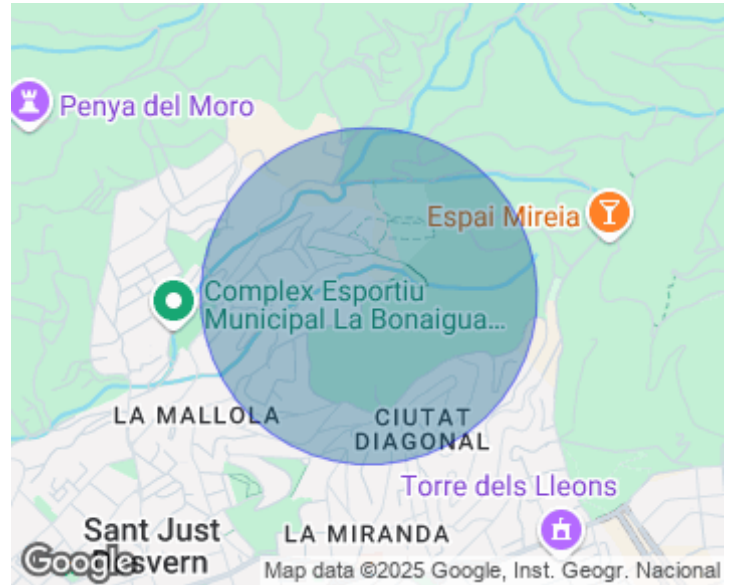 Penya del Moro
Espai Mireia
Complex Esportiu
Municipal La Bonaigua...
LA MALLOLA
CIUTAT
DIAGONAL
Torre dels Lleons
Sant Just
Desvern
LA MIRANDA
Google
Map data ©2025 Google, Inst. Geogr. Nacional